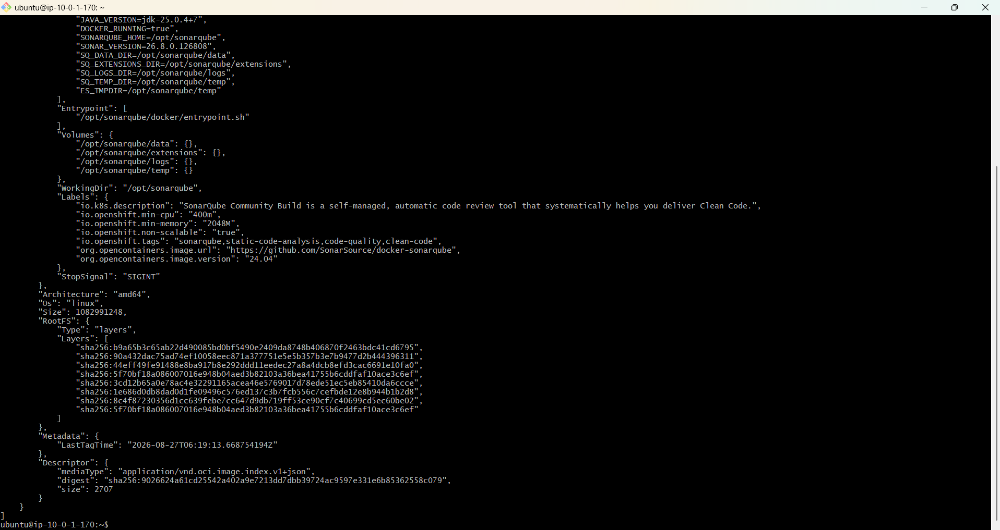 ubuntu@ip-10-0-1-170: ~
"JAVA_VERSION=jdk-25.0.4+7",
"DOCKER_RUNNING=true",
"SONARQUBE_HOME=/opt/sonarqube",
"SONAR_VERSION=26.8.0.126808",
"SQ_DATA_DIR=/opt/sonarqube/data",
"SQ_EXTENSIONS_DIR=/opt/sonarqube/extensions",
"SQ_LOGS_DIR=/opt/sonarqube/logs",
"SQ_TEMP_DIR=/opt/sonarqube/temp",
"ES_TMPDIR=/opt/sonarqube/temp"
],
"Entrypoint": [
"/opt/sonarqube/docker/entrypoint.sh"
],
"Volumes": {
"/opt/sonarqube/data": {},
"/opt/sonarqube/extensions": {},
"/opt/sonarqube/logs": {},
"/opt/sonarqube/temp": {}
},
"WorkingDir": "/opt/sonarqube",
"Labels": {
"io.k8s.description": "SonarQube Community Build is a self-managed, automatic code review tool that systematically helps you deliver Clean Code.",
"io.openshift.min-cpu": "400m",
"io.openshift.min-memory": "2048M",
"io.openshift.non-scalable": "true",
"io.openshift.tags": "sonarqube,static-code-analysis,code-quality,clean-code",
"org.opencontainers.image.url": "https://github.com/SonarSource/docker-sonarqube",
"org.opencontainers.image.version": "24.04"
},
"StopSignal": "SIGINT"
},
"Architecture": "amd64",
"Os": "linux",
"Size": 1082991248,
"RootFS": {
"Type": "layers",
"Layers": [
"sha256:b9a65b3c65ab22d490085bd0bf5490e2409da8748b406870f2463bdc41cd6795",
"sha256:90a432dac75ad74ef10058eec871a377751e5e5b357b3e7b9477d2b444396311",
"sha256:44eff49fe91488e8ba917b8e292ddd11eedec27a8a4dcb8efd3cac6691e10fa0",
"sha256:5f70bf18a086007016e948b04aed3b82103a36bea41755b6cddfaf10ace3c6ef",
"sha256:3cd12b65a0e78ac4e32291165acea46e5769017d78ede51ec5eb85410da6ccce",
"sha256:1e686d0db8dad0d1fe09496c576ed137c3b7fcb556c7cefbde12e8b944b1b2d8",
"sha256:8c4f87230356d1cc639febe7cc647d9db719ff53ce90cf7c40699cd5ec60be02",
"sha256:5f70bf18a086007016e948b04aed3b82103a36bea41755b6cddfaf10ace3c6ef"
]
},
"Metadata": {
"LastTagTime": "2026-08-27T06:19:13.668754194Z"
},
"Descriptor": {
"mediaType": "application/vnd.oci.image.index.v1+json",
"digest": "sha256:9026624a61cd25542a402a9e7213dd7dbb39724ac9597e331e6b85362558c079",
"size": 2707
}
}
]
ubuntu@ip-10-0-1-170:~$